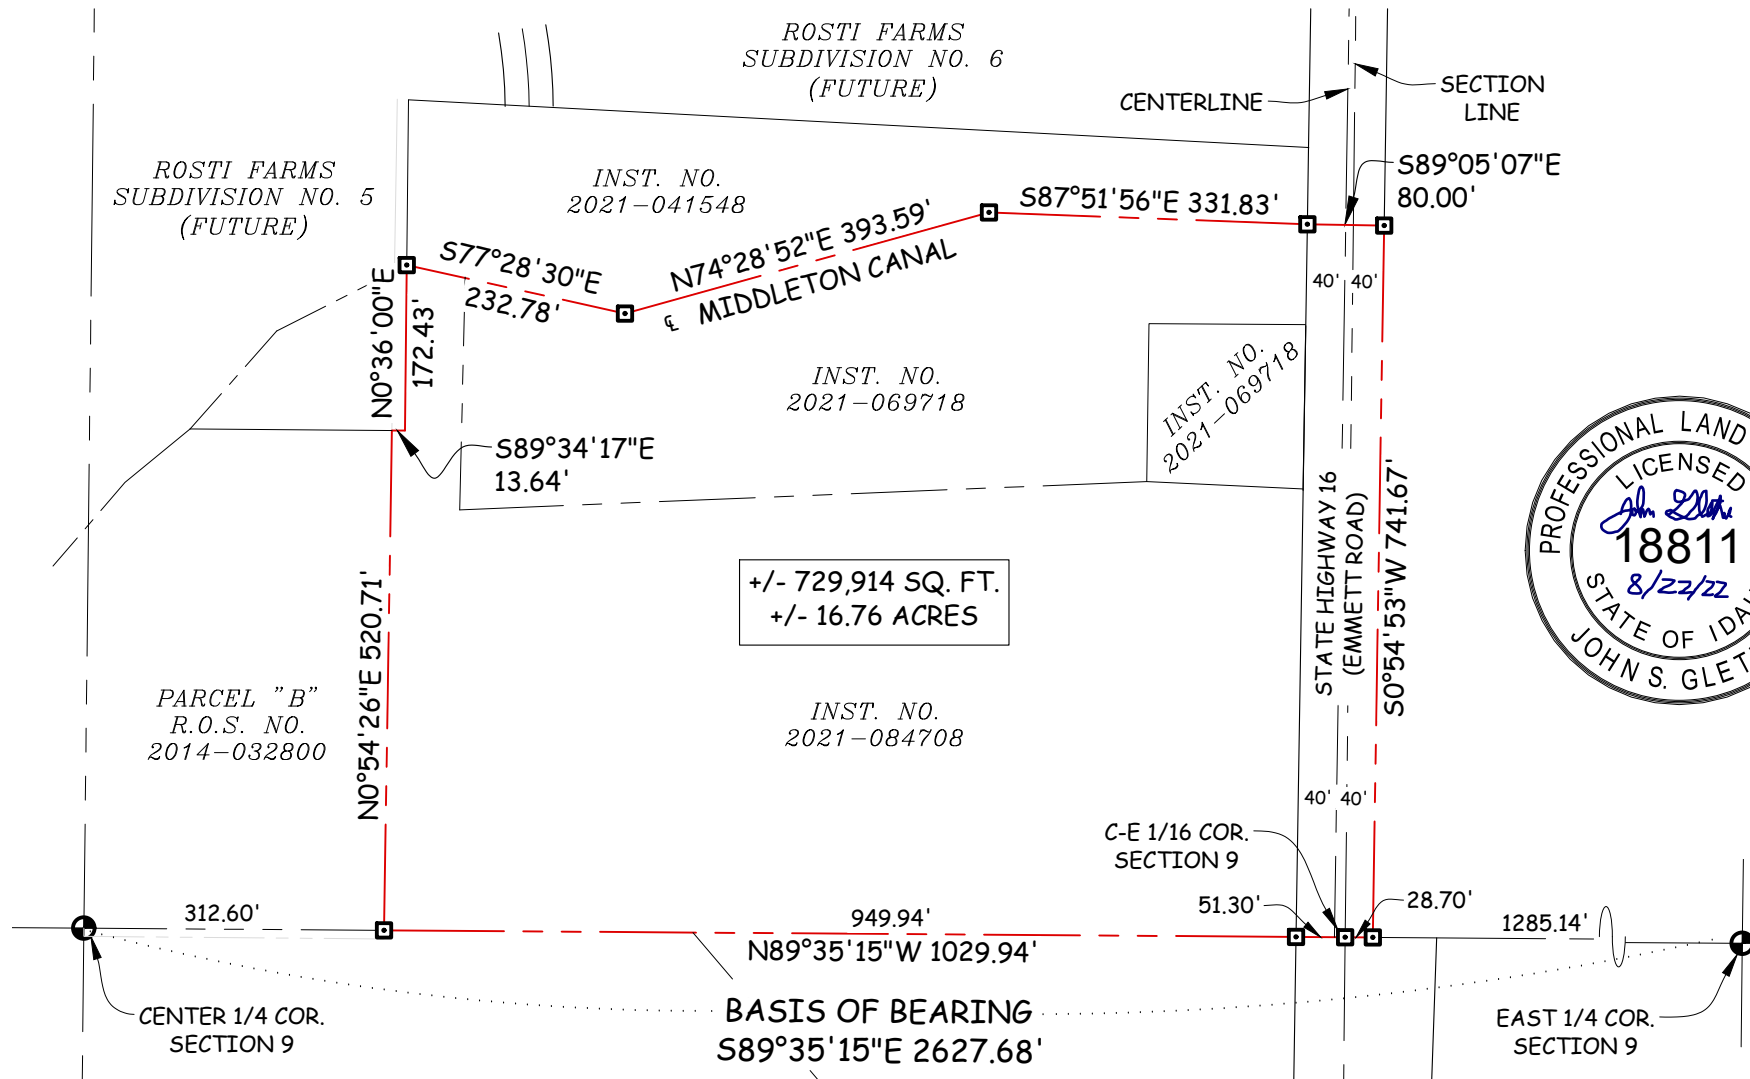 ROSTI FARMS
SUBDIVISION NO. 6
(FUTURE)
CENTERLINE
SECTION
LINE
ROSTI FARMS
SUBDIVISION NO. 5
(FUTURE)
INST. NO.
2021-041548
S89°05'07"E
80.00'
S87°51'56"E 331.83'
N74°28'52"E 393.59'
℄ MIDDLETON CANAL
S77°28'30"E
232.78'
N0°36'00"E
172.43'
40' 40'
INST. NO.
2021-069718
INST. NO.
2021-069718
S89°34'17"E
13.64'
STATE HIGHWAY 16
(EMMETT ROAD)
S0°54'53"W 741.67'
PROFESSIONAL LAND
LICENSED
18811
8/22/22
STATE OF
JOHN S.
+/- 729,914 SQ. FT.
+/- 16.76 ACRES
N0°54'26"E 520.71'
PARCEL "B"
R.O.S. NO.
2014-032800
INST. NO.
2021-084708
40' 40'
C-E 1/16 COR.
SECTION 9
312.60'
949.94'
51.30'
28.70'
1285.14'
N89°35'15"W 1029.94'
BASIS OF BEARING
S89°35'15"E 2627.68'
CENTER 1/4 COR.
SECTION 9
EAST 1/4 COR.
SECTION 9